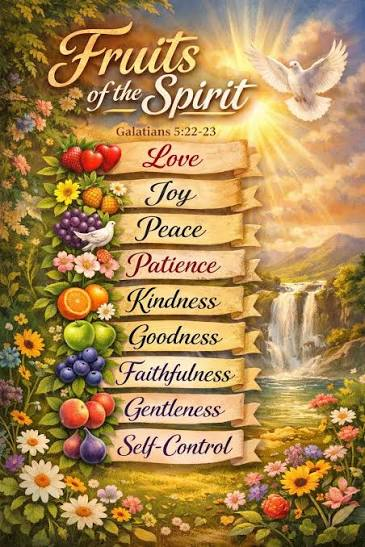 Fruits
of the Spirit
Galatians 5:22-23
Love
Joy
Peace
Patience
Kindness
Goodness
Faithfulness
Gentleness
Self-Control